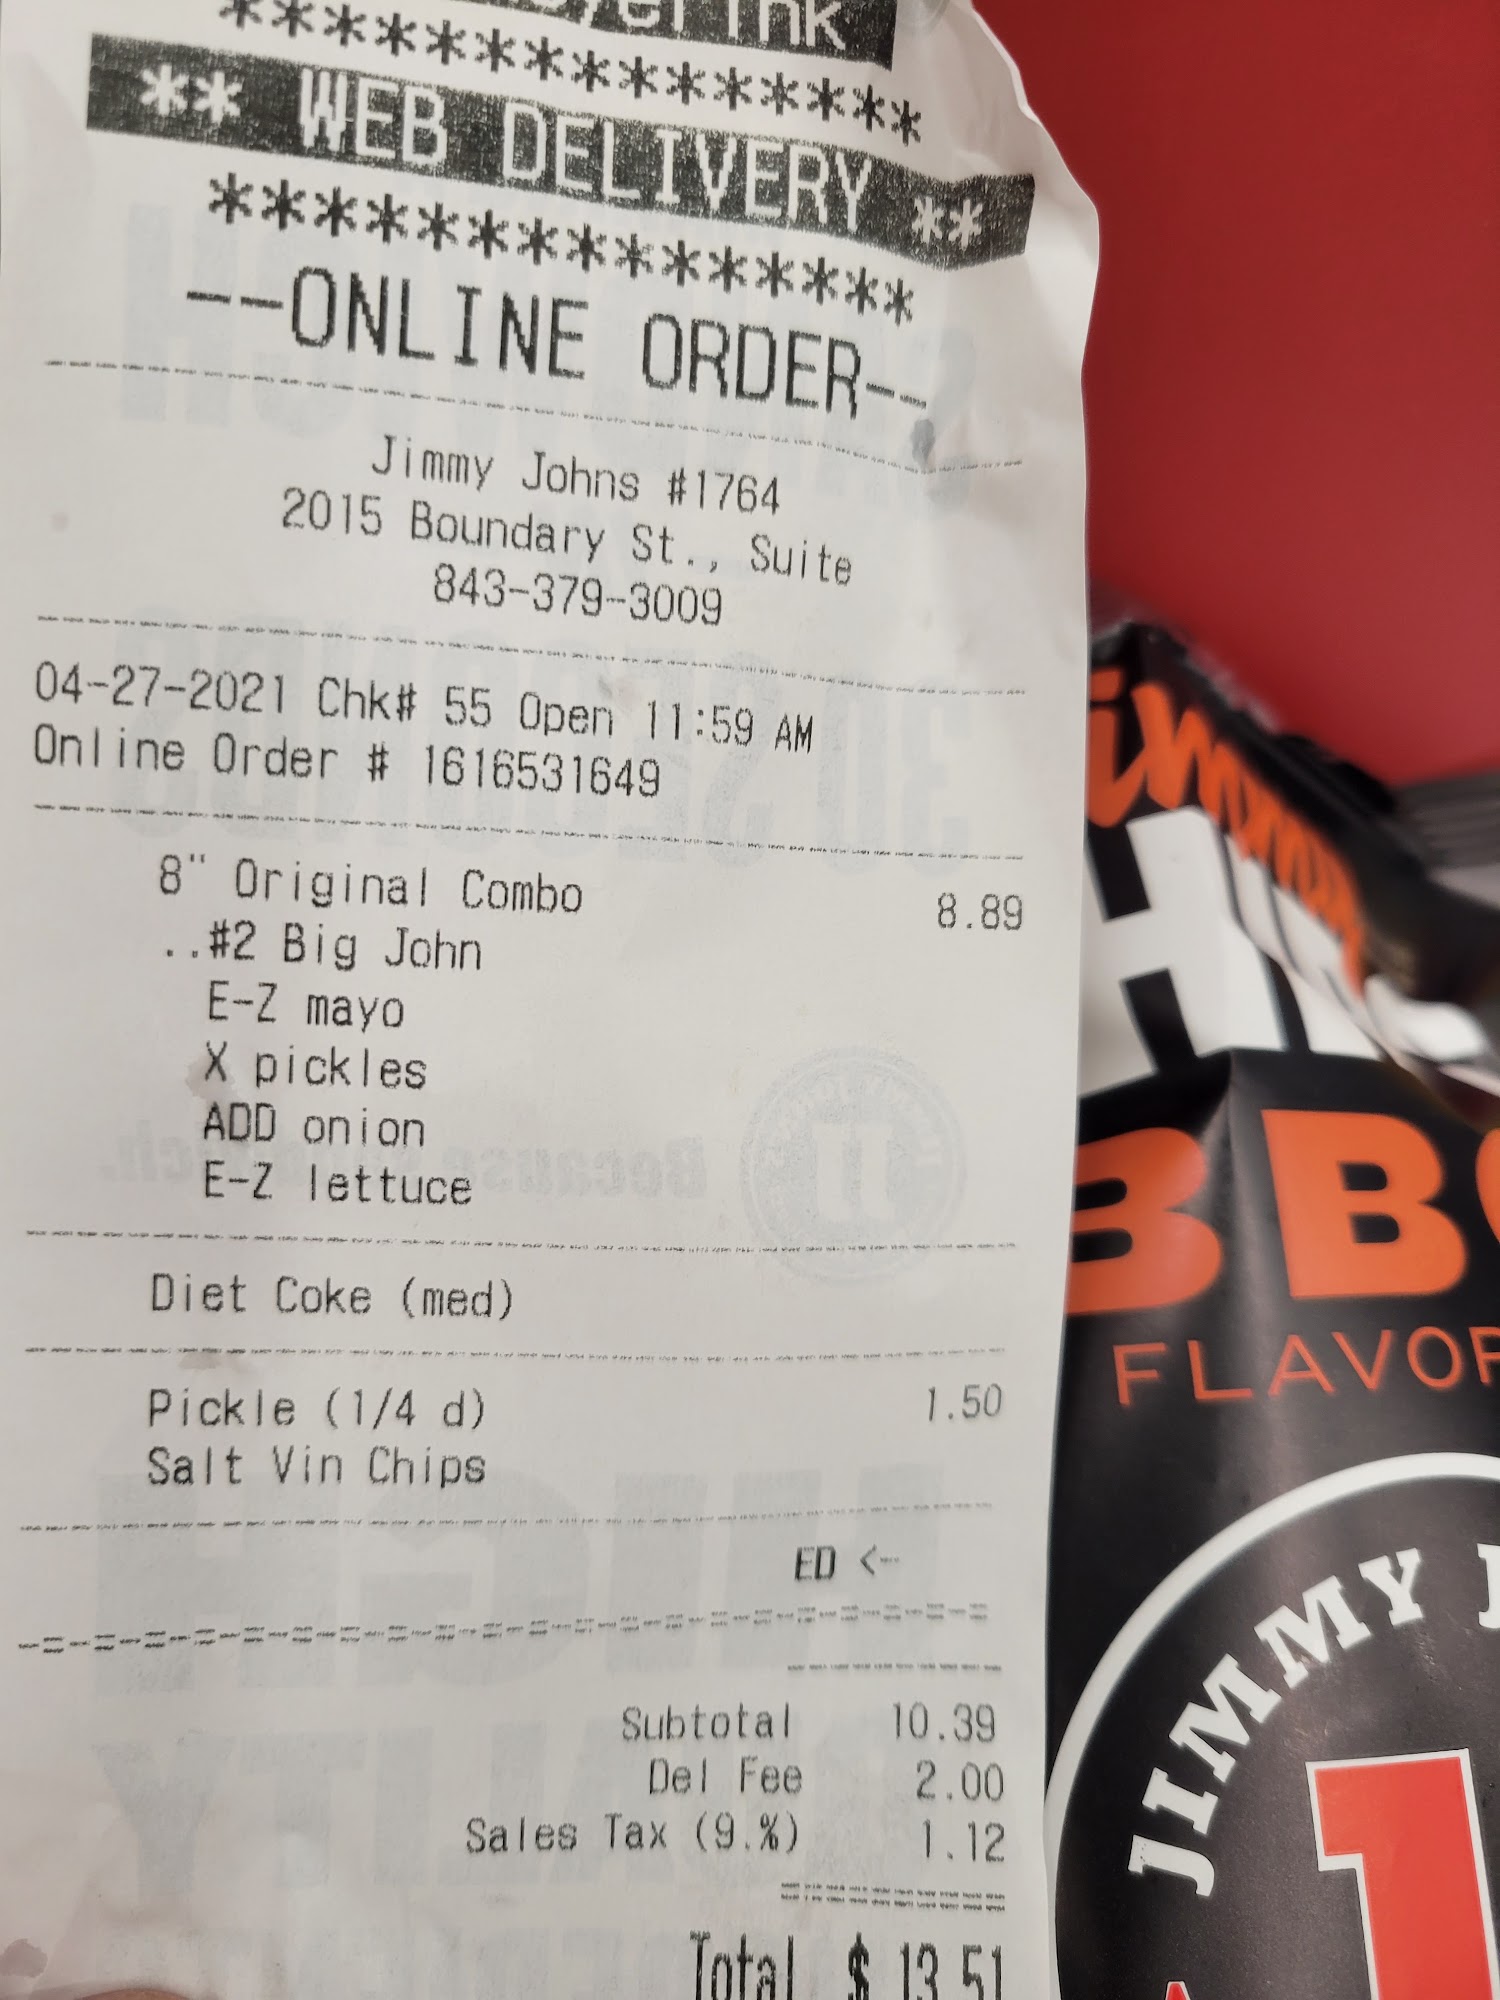 ***************
** WEB DELIVERY **
***************
--ONLINE ORDER--
Jimmy Johns #1764
2015 Boundary St., Suite
843-379-3009
04-27-2021 Chk# 55 Open 11:59 AM
Online Order # 1616531649
8" Original Combo 8.89
..#2 Big John
E-Z mayo
X pickles
ADD onion
E-Z lettuce
Diet Coke (med)
Pickle (1/4 d) 1.50
Salt Vin Chips
ED <--
Subtotal 10.39
Del Fee 2.00
Sales Tax (9.%) 1.12
Total $ 13.51
BB
FLAVOR
JIMMY J